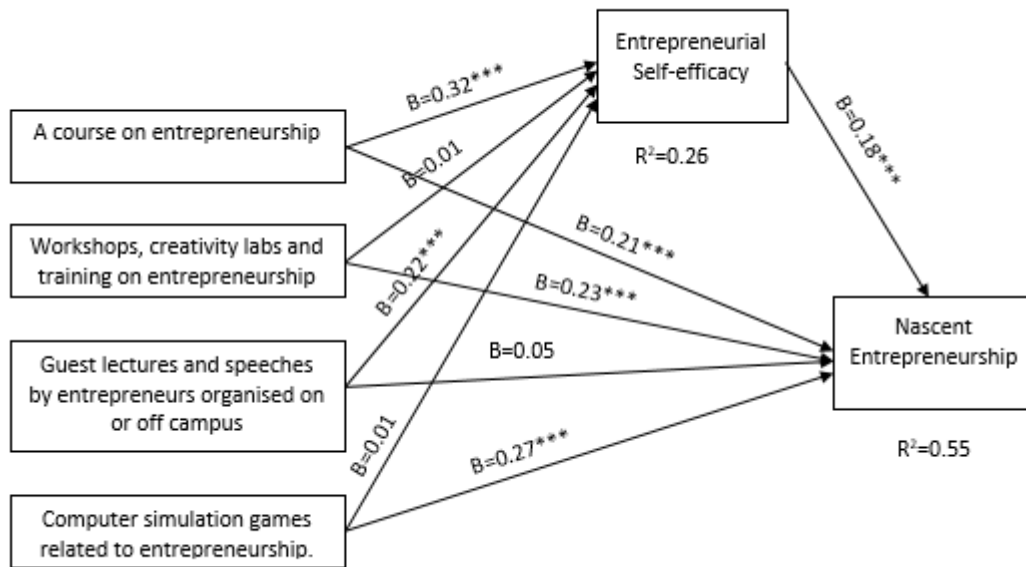 Entrepreneurial
Self-efficacy
R²=0.26
A course on entrepreneurship
Workshops, creativity labs and
training on entrepreneurship
Guest lectures and speeches
by entrepreneurs organised on
or off campus
Computer simulation games
related to entrepreneurship.
B=0.32***
B=0.01
B=0.22***
B=0.01
B=0.18***
B=0.21***
B=0.23***
B=0.05
B=0.27***
Nascent
Entrepreneurship
R²=0.55